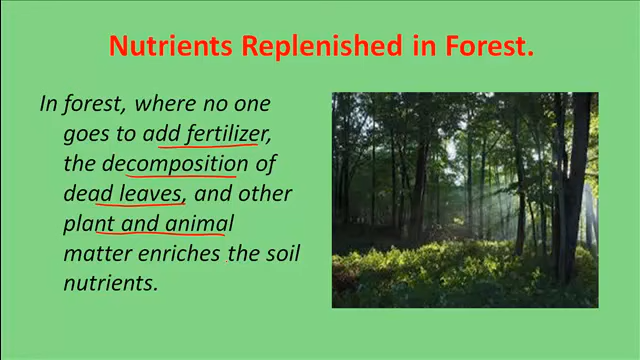 Nutrients Replenished in Forest.
In forest, where no one
goes to add fertilizer,
the decomposition of
dead leaves, and other
plant and animal
matter enriches the soil
nutrients.